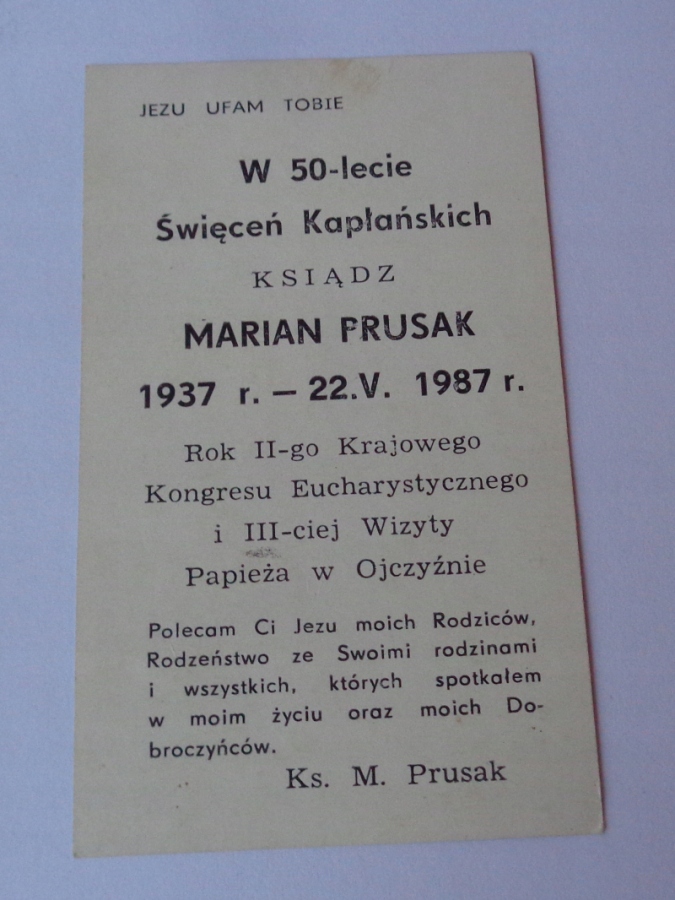 JEZU UFAM TOBIE
W 50-lecie
Święceń Kapłańskich
KSIĄDZ
MARIAN PRUSAK
1937 r. – 22.V. 1987 r.
Rok II-go Krajowego
Kongresu Eucharystycznego
i III-ciej Wizyty
Papieża w Ojczyźnie
Polecam Ci Jezu moich Rodziców,
Rodzeństwo ze Swoimi rodzinami
i wszystkich, których spotkałem
w moim życiu oraz moich Do-
broczyńców.
Ks. M. Prusak